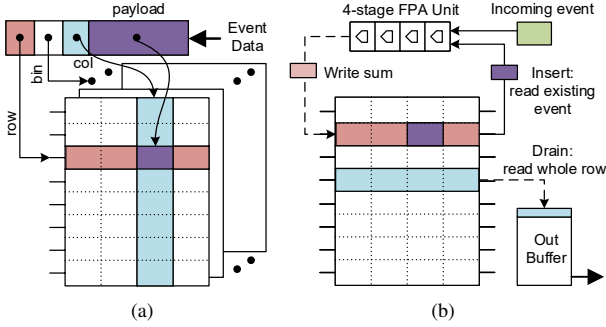 payload
Event
Data
bin
col
row
(a)
4-stage FPA Unit
Incoming event
Write sum
Insert:
read existing
event
Drain:
read whole row
Out
Buffer
(b)